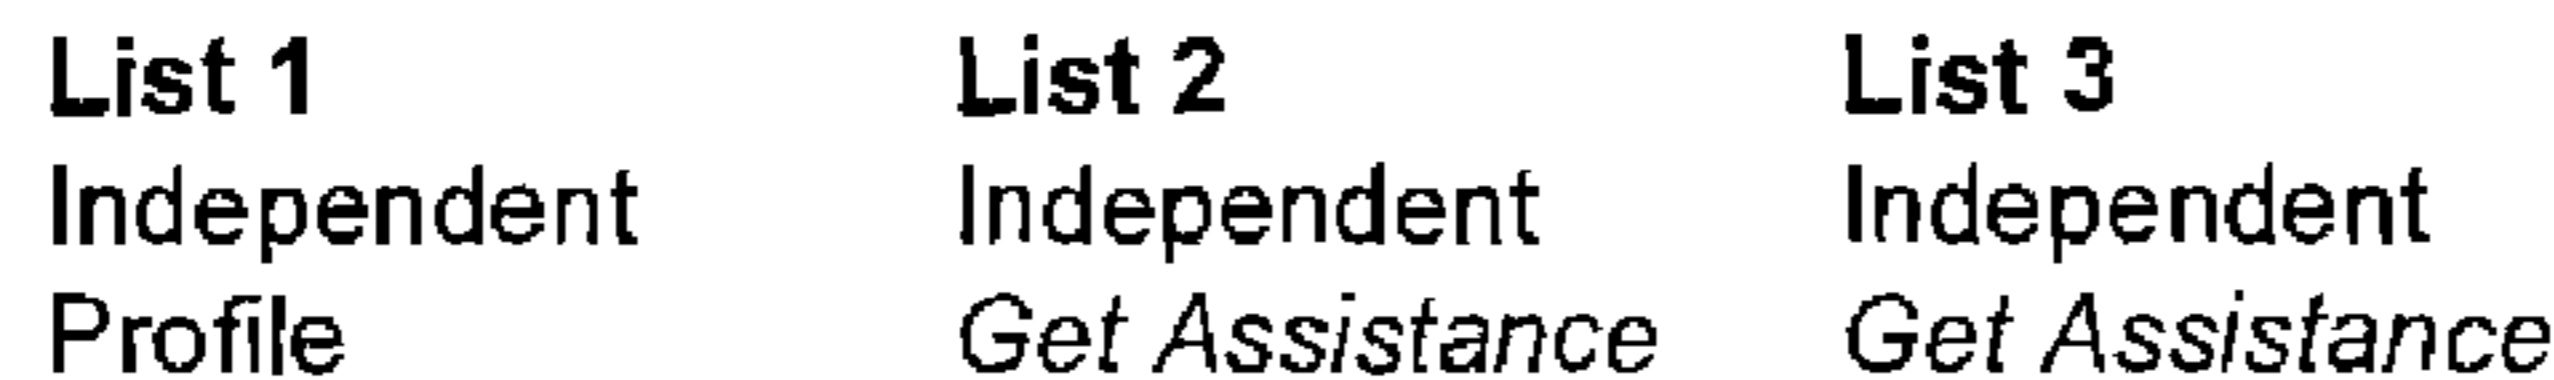 List 1 List 2 List 3
Independent Independent Independent
Profile Get Assistance Get Assistance